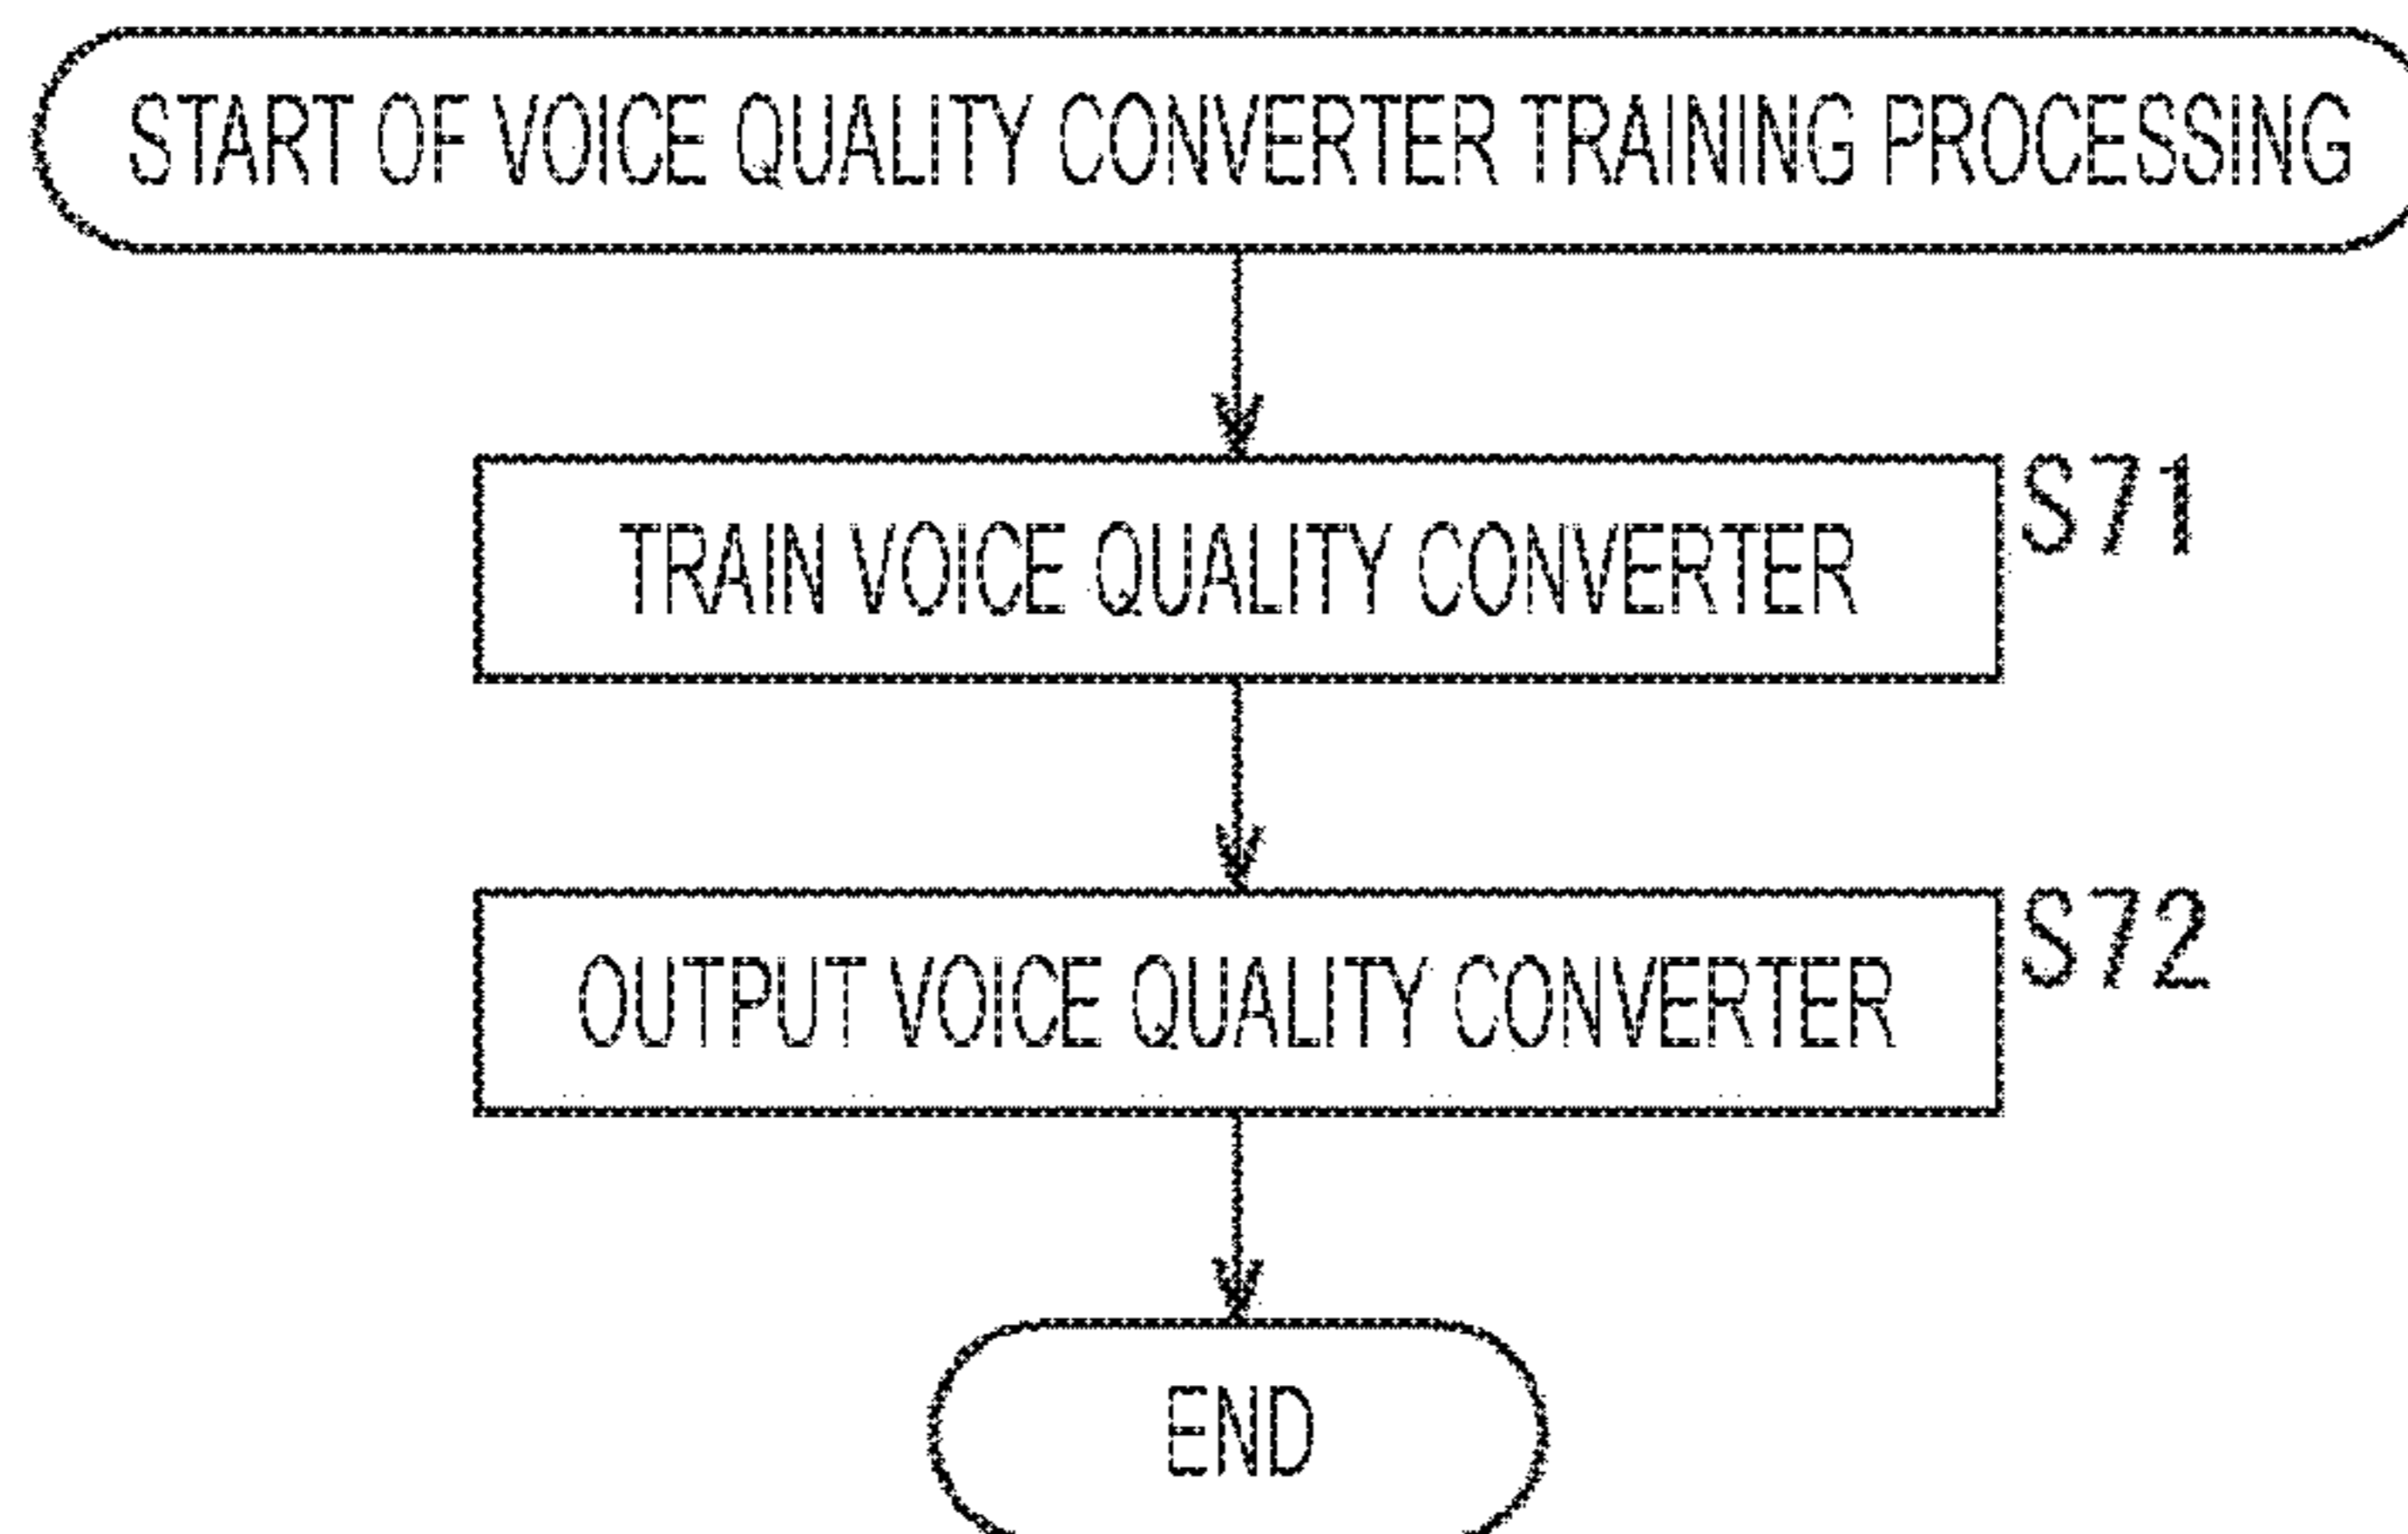 START OF VOICE QUALITY CONVERTER TRAINING PROCESSING
TRAIN VOICE QUALITY CONVERTER
S71
OUTPUT VOICE QUALITY CONVERTER
S72
END